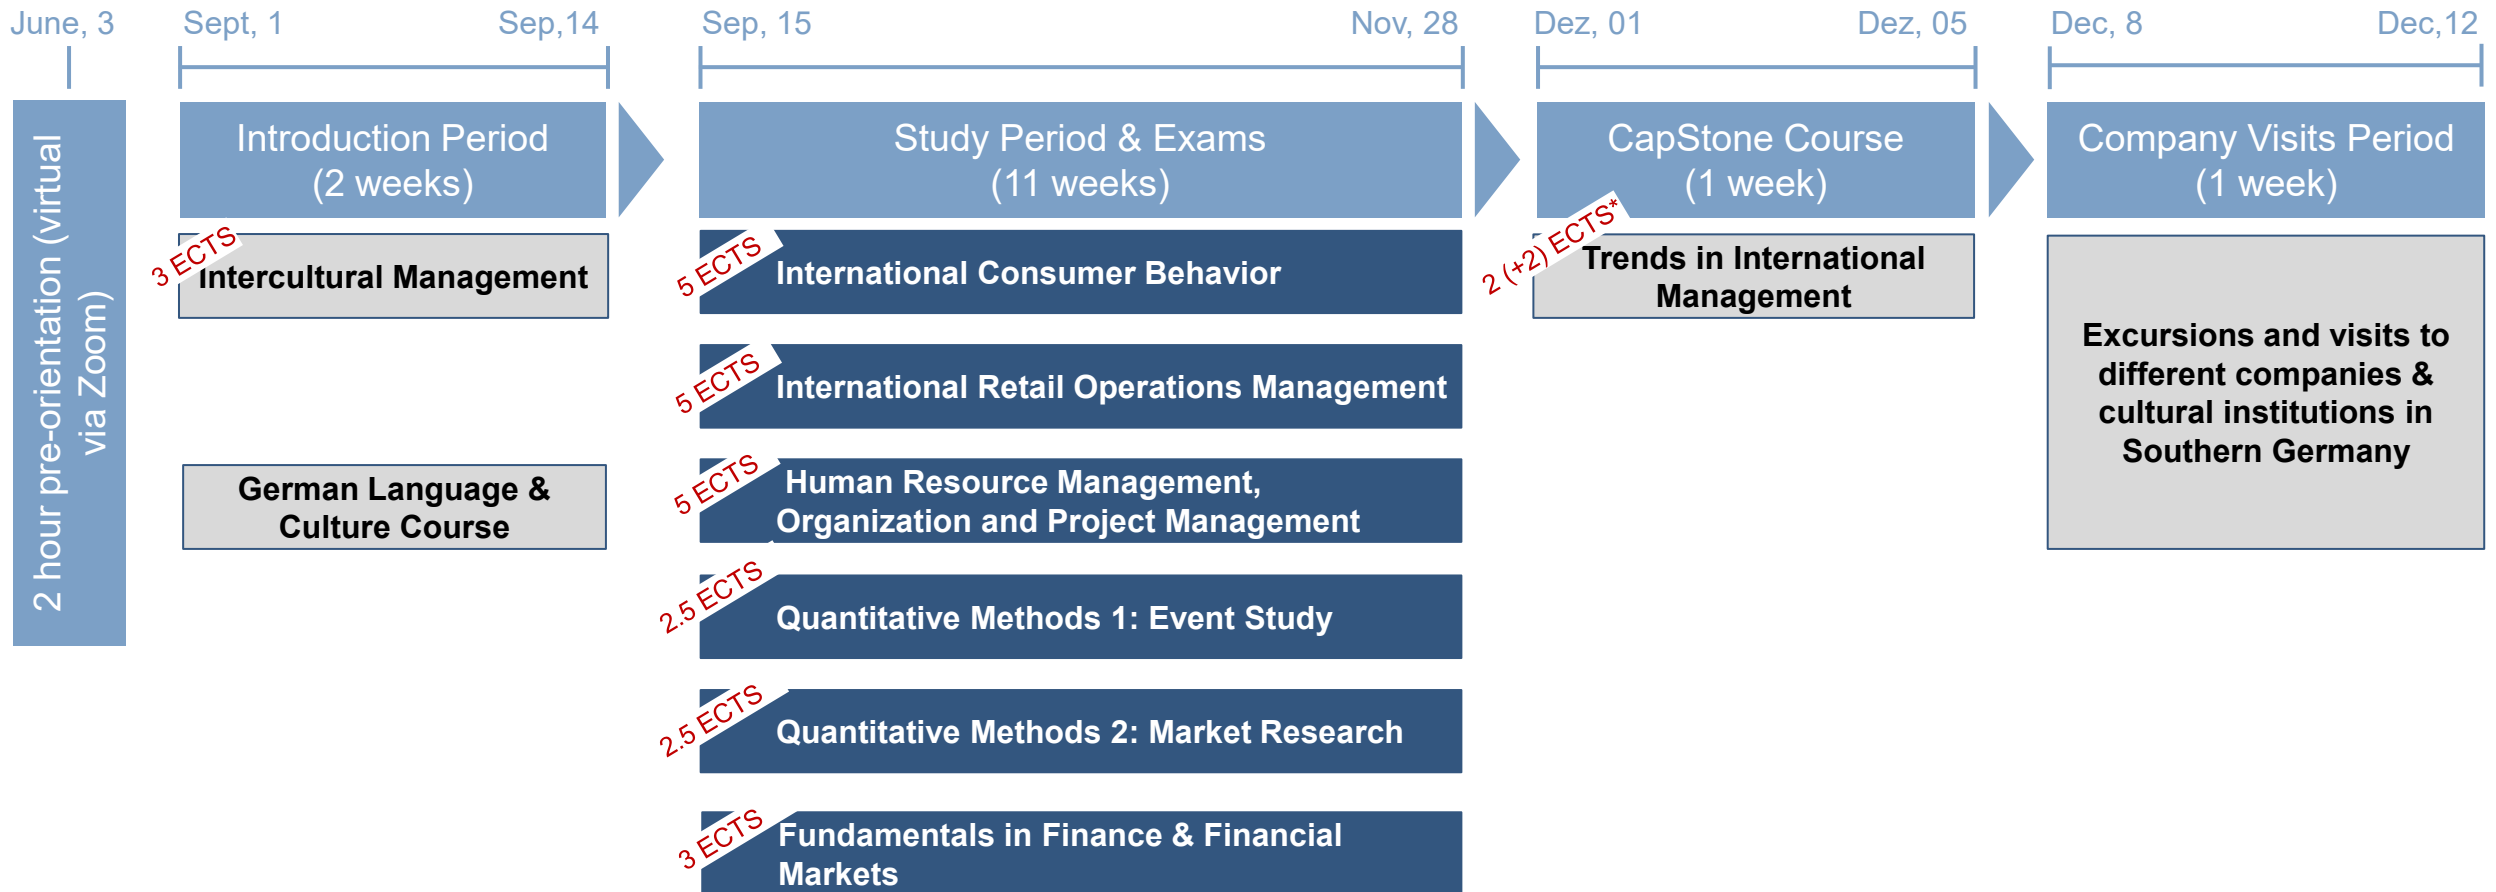 June, 3
Sept, 1
Sep,14
Sep, 15
Nov, 28
Dez, 01
Dez, 05
Dec, 8
Dec,12
2 hour pre-orientation (virtual
via Zoom)
Introduction Period
(2 weeks)
3 ECTS
Intercultural Management
German Language &
Culture Course
Study Period & Exams
(11 weeks)
5 ECTS
International Consumer Behavior
5 ECTS
International Retail Operations Management
5 ECTS
Human Resource Management,
Organization and Project Management
2.5 ECTS
Quantitative Methods 1: Event Study
2.5 ECTS
Quantitative Methods 2: Market Research
3 ECTS
Fundamentals in Finance & Financial
Markets
CapStone Course
(1 week)
2 (+2) ECTS*
Trends in International
Management
Company Visits Period
(1 week)
Excursions and visits to
different companies &
cultural institutions in
Southern Germany